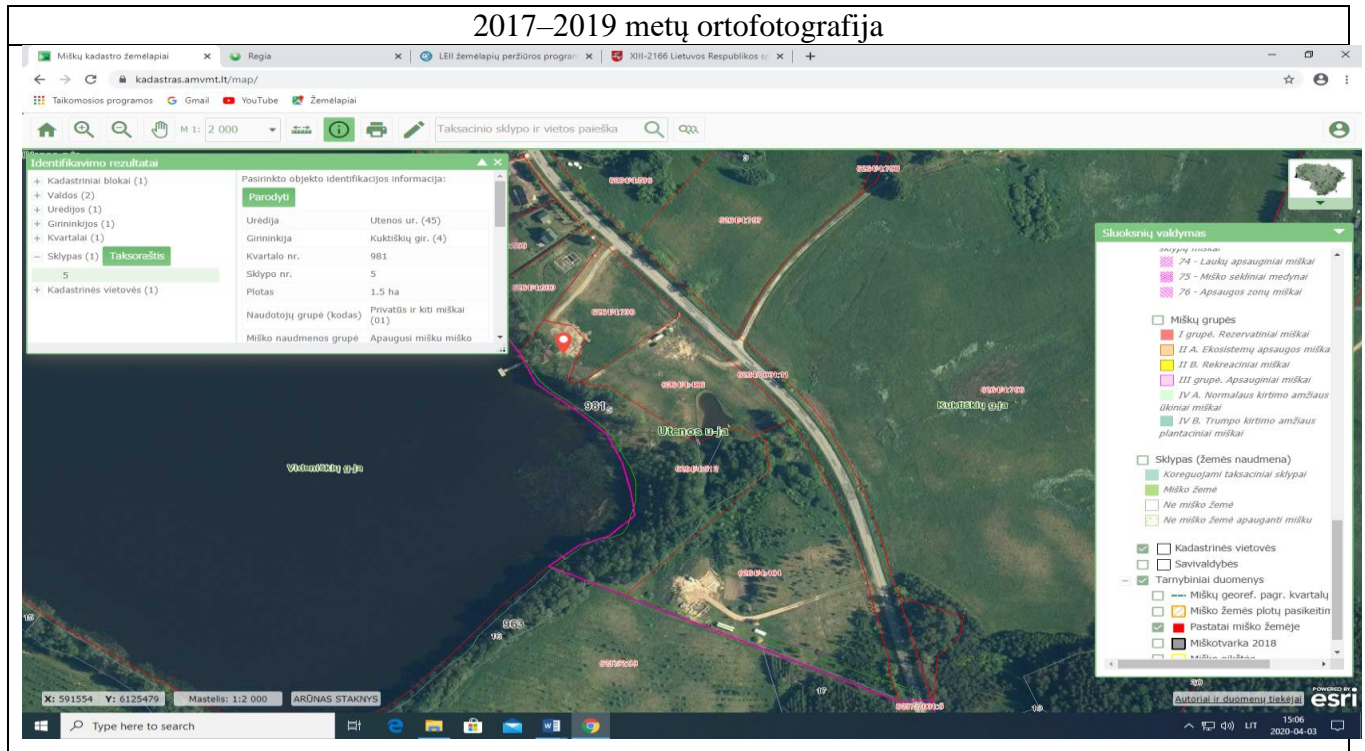 2017–2019 metų ortofotografija
Miškų kadastro žemėlapiai
Regia
LEII žemėlapių peržiūros program
XIII-2166 Lietuvos Respublikos s
kadastras.amvmt.lt/map/
Taikomosios programos
Gmail
YouTube
Žemėlapiai
M 1: 2 000
Taksacinio sklypo ir vietos paieška
Identifikavimo rezultatai
+ Kadastriniai blokai (1)
+ Valdos (2)
+ Urėdijos (1)
+ Girininkijos (1)
+ Kvartalai (1)
– Sklypas (1) Taksoraštis
5
+ Kadastrinės vietovės (1)
Pasirinkto objekto identifikacijos informacija:
Parodyti
Urėdija Utenos ur. (45)
Girininkija Kuktiškių gir. (4)
Kvartalo nr. 981
Sklypo nr. 5
Plotas 1.5 ha
Naudotojų grupė (kodas) Privatūs ir kiti miškai (01)
Miško naudmenos grupė Apaugusi mišku miško
981
Utenos u-ja
Kuktiškių g-ja
Videniškių g-ja
963
16
15
17
Sluoksnių valdymas
sklypų miškai
74 - Laukų apsauginiai miškai
75 - Miško sėkliniai medynai
76 - Apsaugos zonų miškai
Miškų grupės
I grupė. Rezervatiniai miškai
II A. Ekosistemų apsaugos miška
II B. Rekreaciniai miškai
III grupė. Apsauginiai miškai
IV A. Normalaus kirtimo amžiaus
ūkiniai miškai
IV B. Trumpo kirtimo amžiaus
plantaciniai miškai
Sklypas (žemės naudmena)
Koreguojami taksaciniai sklypai
Miško žemė
Ne miško žemė
Ne miško žemė apauganti mišku
Kadastrinės vietovės
Savivaldybės
Tarnybiniai duomenys
Miškų georef. pagr. kvartalų
Miško žemės plotų pasikeitim
Pastatai miško žemėje
Miškotvarka 2018
X: 591554 Y: 6125479
Mastelis: 1:2 000
ARŪNAS STAKNYS
Autoriai ir duomenų tiekėjai
POWERED BY
esri
Type here to search
LIT
15:06
2020-04-03